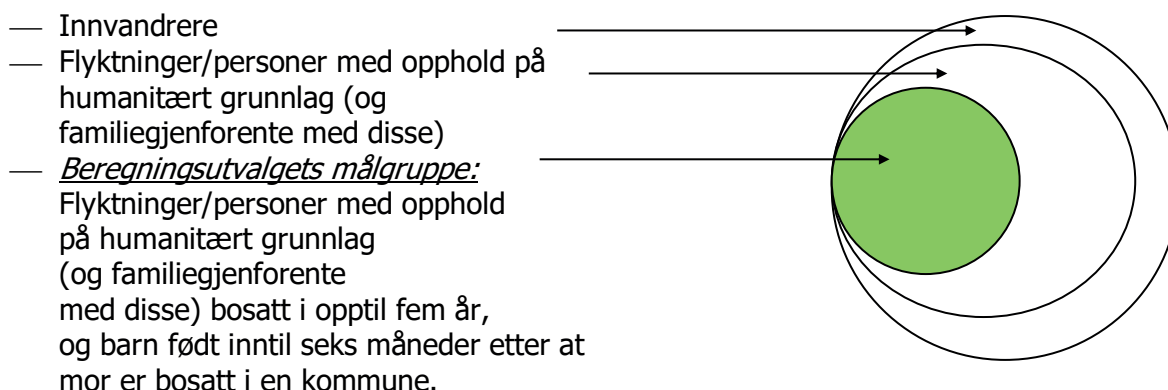 — Innvandrere
— Flyktninger/personer med opphold på
humanitært grunnlag (og
familiegjenforente med disse)
— Beregningsutvalgets målgruppe:
Flyktninger/personer med opphold
på humanitært grunnlag
(og familiegjenforente
med disse) bosatt i opptil fem år,
og barn født inntil seks måneder etter at
mor er bosatt i en kommune.